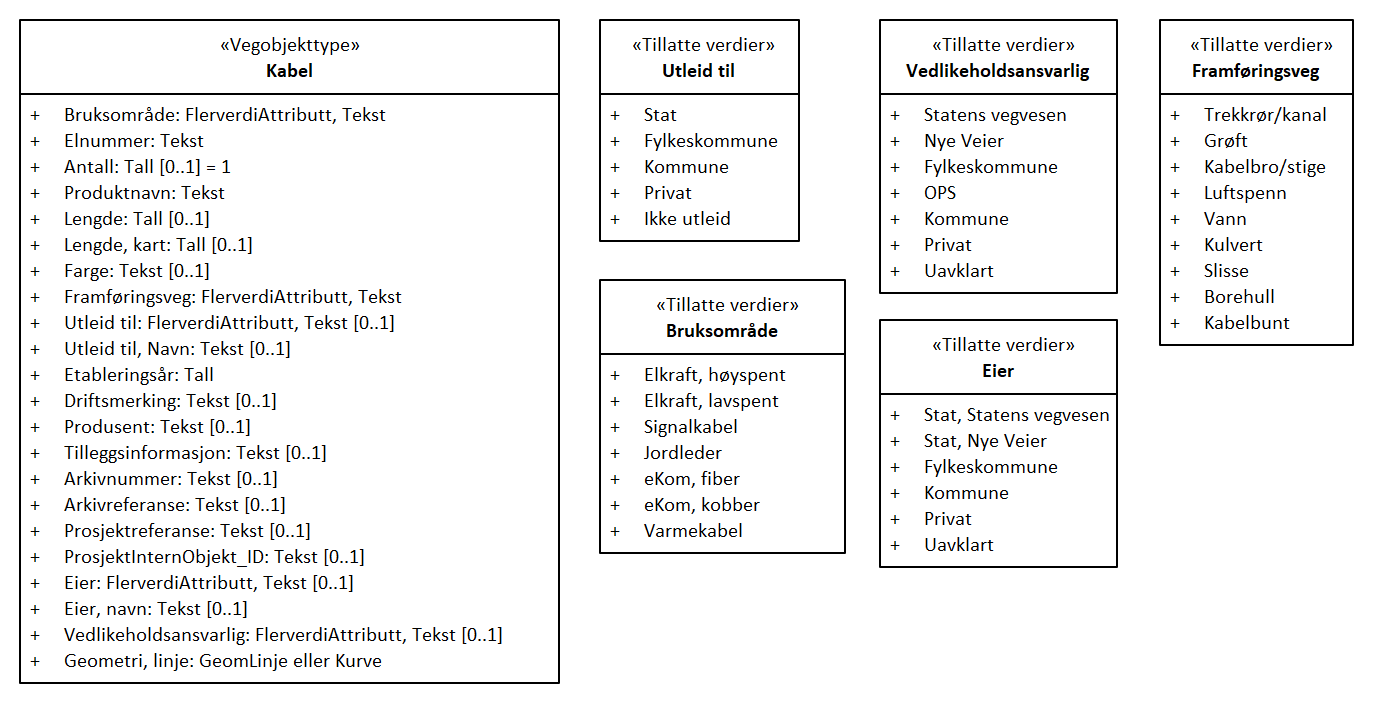 «Vegobjekttype»
Kabel
+ Bruksområde: FlerverdiAttributt, Tekst
+ Elnummer: Tekst
+ Antall: Tall [0..1] = 1
+ Produktnavn: Tekst
+ Lengde: Tall [0..1]
+ Lengde, kart: Tall [0..1]
+ Farge: Tekst [0..1]
+ Framføringsveg: FlerverdiAttributt, Tekst
+ Utleid til: FlerverdiAttributt, Tekst [0..1]
+ Utleid til, Navn: Tekst [0..1]
+ Etableringsår: Tall
+ Driftsmerking: Tekst [0..1]
+ Produsent: Tekst [0..1]
+ Tilleggsinformasjon: Tekst [0..1]
+ Arkivnummer: Tekst [0..1]
+ Arkivreferanse: Tekst [0..1]
+ Prosjektreferanse: Tekst [0..1]
+ ProsjektInternObjekt_ID: Tekst [0..1]
+ Eier: FlerverdiAttributt, Tekst [0..1]
+ Eier, navn: Tekst [0..1]
+ Vedlikeholdsansvarlig: FlerverdiAttributt, Tekst [0..1]
+ Geometri, linje: GeomLinje eller Kurve
«Tillatte verdier»
Utleid til
+ Stat
+ Fylkeskommune
+ Kommune
+ Privat
+ Ikke utleid
«Tillatte verdier»
Bruksområde
+ Elkraft, høyspent
+ Elkraft, lavspent
+ Signalkabel
+ Jordleder
+ eKom, fiber
+ eKom, kobber
+ Varmekabel
«Tillatte verdier»
Vedlikeholdsansvarlig
+ Statens vegvesen
+ Nye Veier
+ Fylkeskommune
+ OPS
+ Kommune
+ Privat
+ Uavklart
«Tillatte verdier»
Eier
+ Stat, Statens vegvesen
+ Stat, Nye Veier
+ Fylkeskommune
+ Kommune
+ Privat
+ Uavklart
«Tillatte verdier»
Framføringsveg
+ Trekkrør/kanal
+ Grøft
+ Kabelbro/stige
+ Luftspenn
+ Vann
+ Kulvert
+ Slisse
+ Borehull
+ Kabelbunt